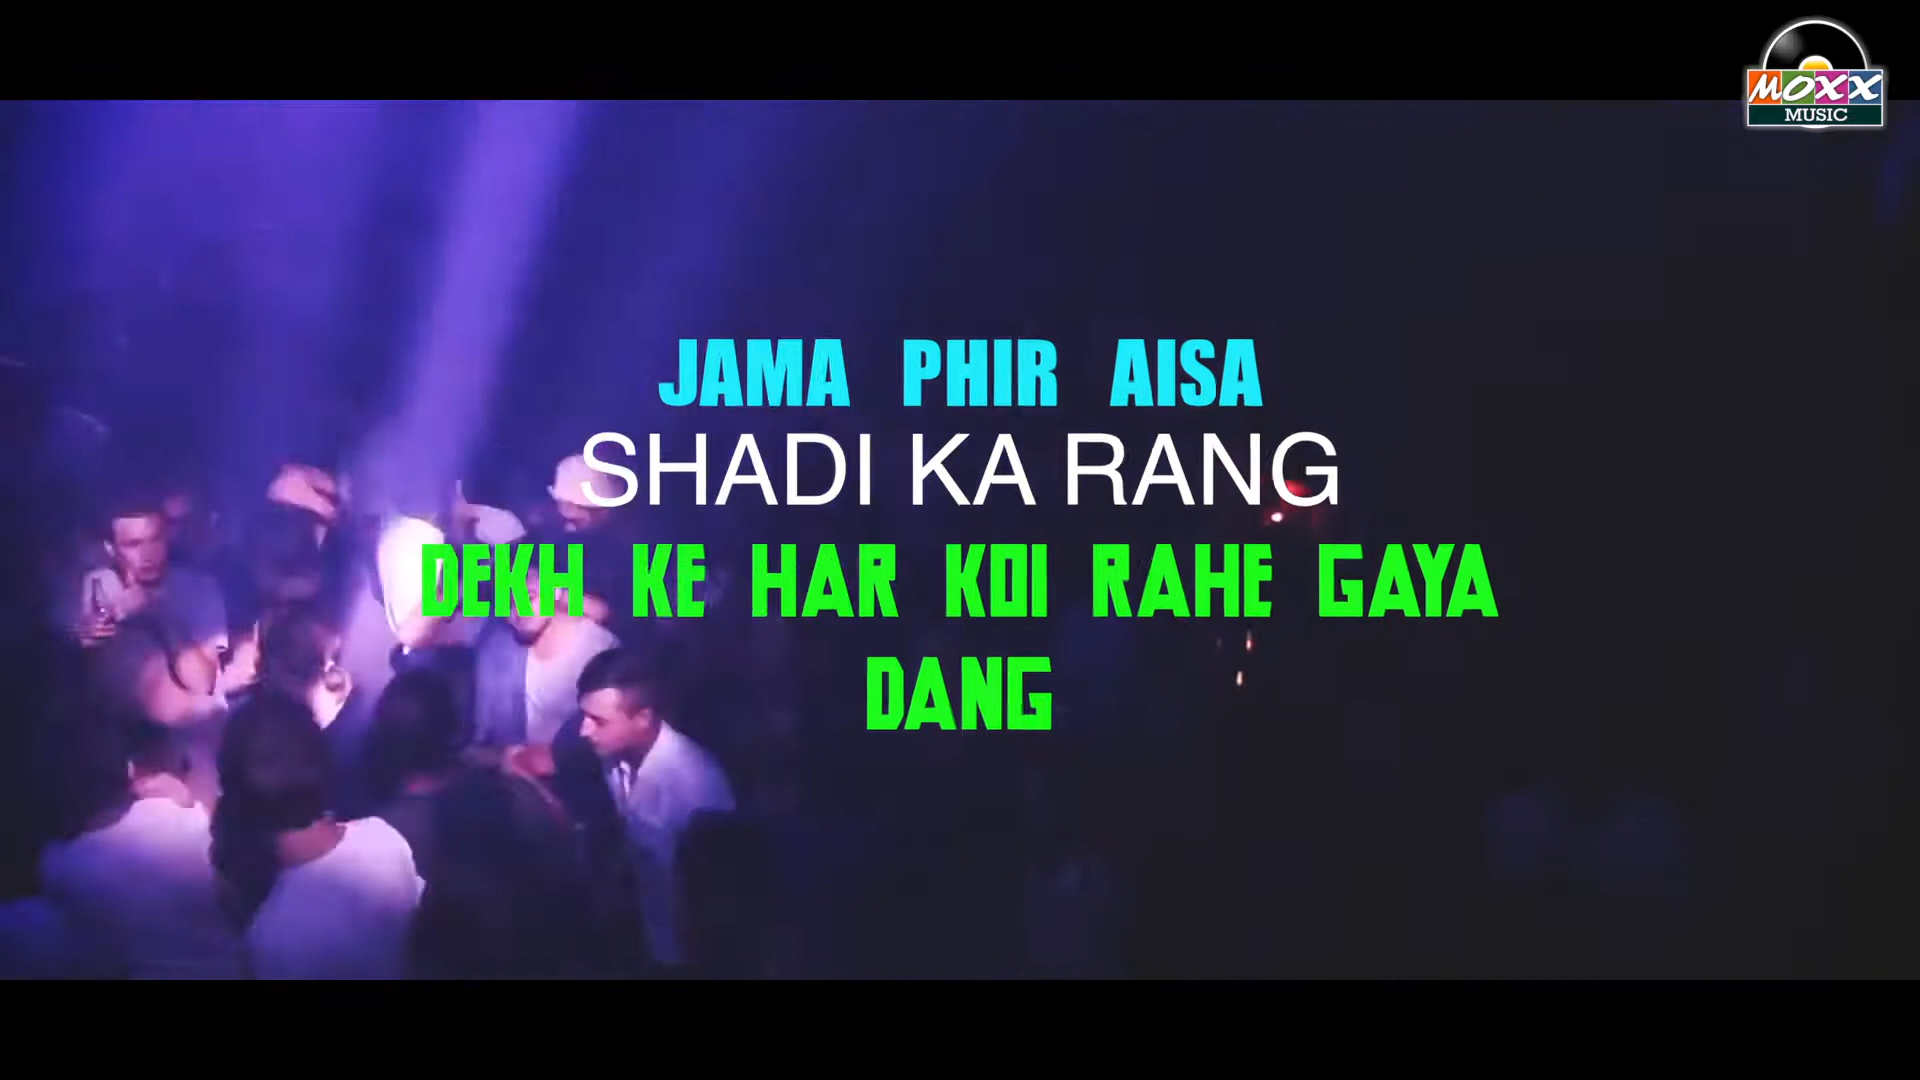 MOXX
MUSIC
JAMA PHIR AISA
SHADI KA RANG
DEKH KE HAR KOI RAHE GAYA
DANG